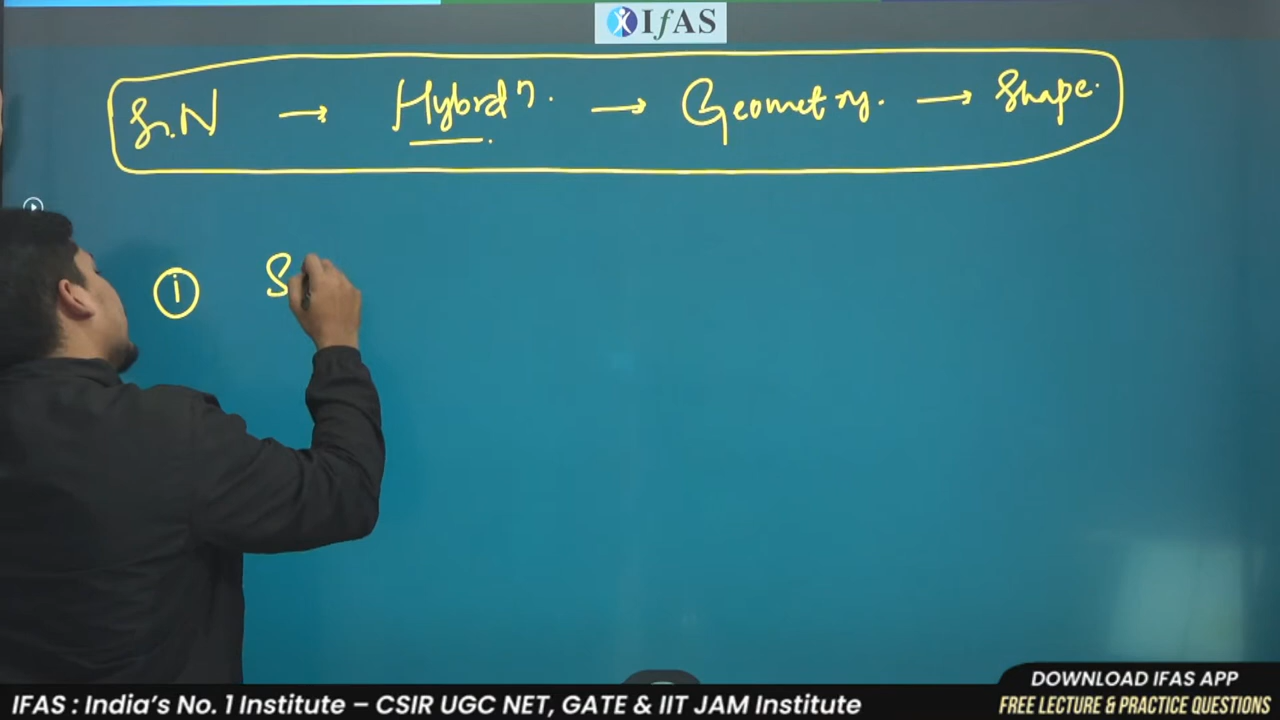 IfAS
S.N → Hybrdⁿ. → Geometry. → Shape.
i S
IFAS : India's No. 1 Institute – CSIR UGC NET, GATE & IIT JAM Institute
DOWNLOAD IFAS APP
FREE LECTURE & PRACTICE QUESTIONS